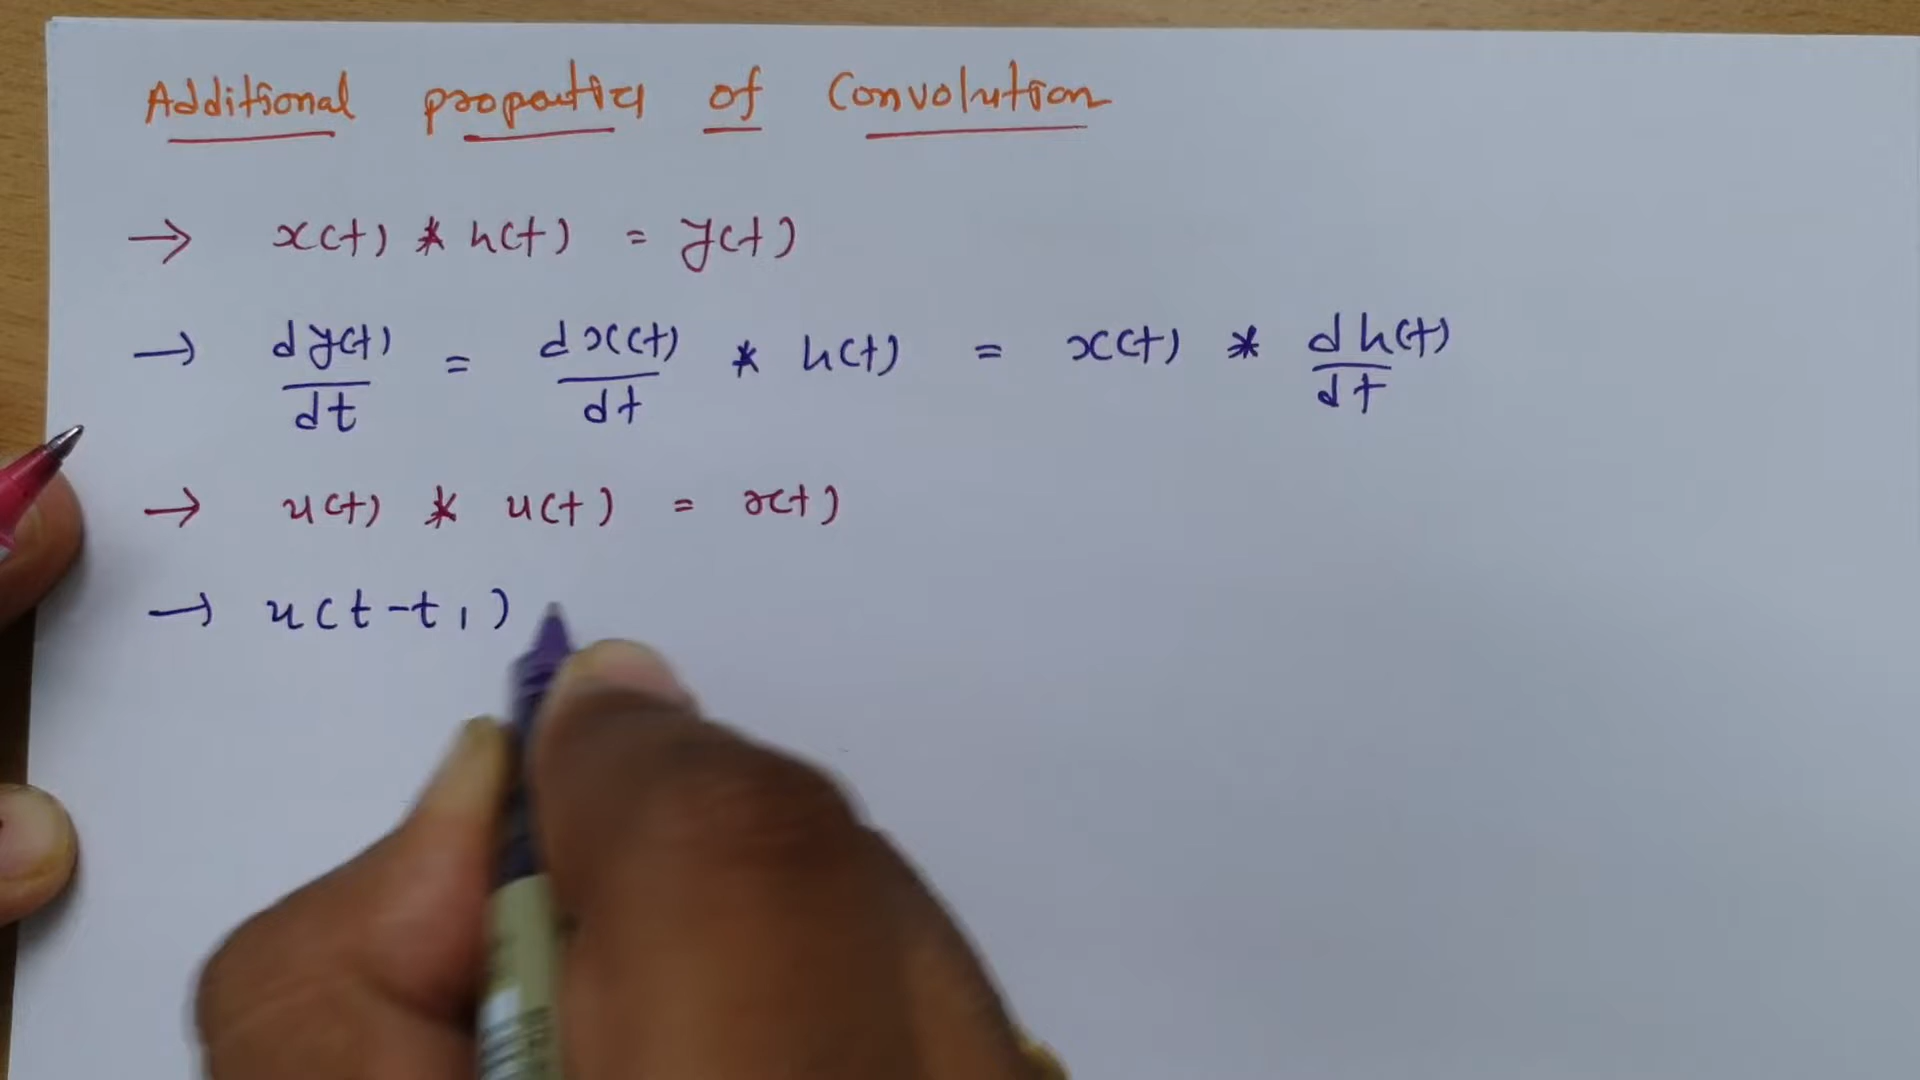 Additional properties of Convolution
→ x(t) * h(t) = y(t)
→ dy(t)/dt = dx(t)/dt * h(t) = x(t) * dh(t)/dt
→ u(t) * u(t) = r(t)
→ u(t-t1)